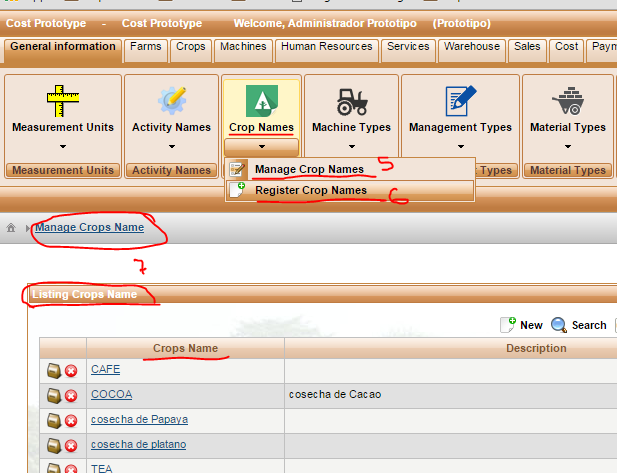 Cost Prototype - Cost Prototype Welcome, Administrador Prototipo (Prototipo)
General information Farms Crops Machines Human Resources Services Warehouse Sales Cost
Measurement Units Activity Names Crop Names Machine Types Management Types Material Types
Measurement Units Activity Names Types Material Types
Manage Crop Names 5
Register Crop Names 6
Manage Crops Name
7
Listing Crops Name
New Search
Crops Name Description
CAFE
COCOA cosecha de Cacao
cosecha de Papaya
cosecha de platano
TEA